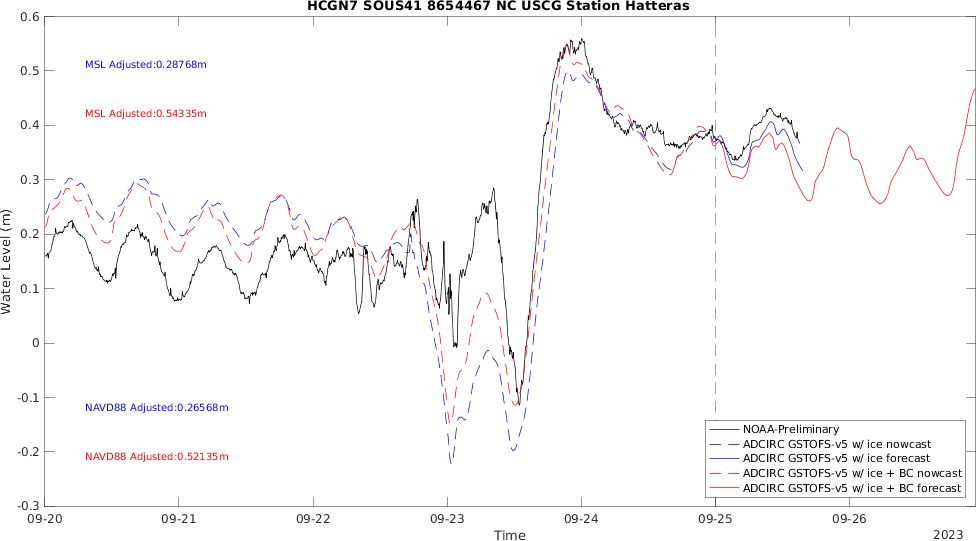 HCGN7 SOUS41 8654467 NC USCG Station Hatteras
0.6
0.5
0.4
0.3
0.2
0.1
0
-0.1
-0.2
-0.3
Water Level (m)
MSL Adjusted:0.28768m
MSL Adjusted:0.54335m
NAVD88 Adjusted:0.26568m
NAVD88 Adjusted:0.52135m
NOAA-Preliminary
ADCIRC GSTOFS-v5 w/ ice nowcast
ADCIRC GSTOFS-v5 w/ ice forecast
ADCIRC GSTOFS-v5 w/ ice + BC nowcast
ADCIRC GSTOFS-v5 w/ ice + BC forecast
09-20 09-21 09-22 09-23 09-24 09-25 09-26
Time
2023